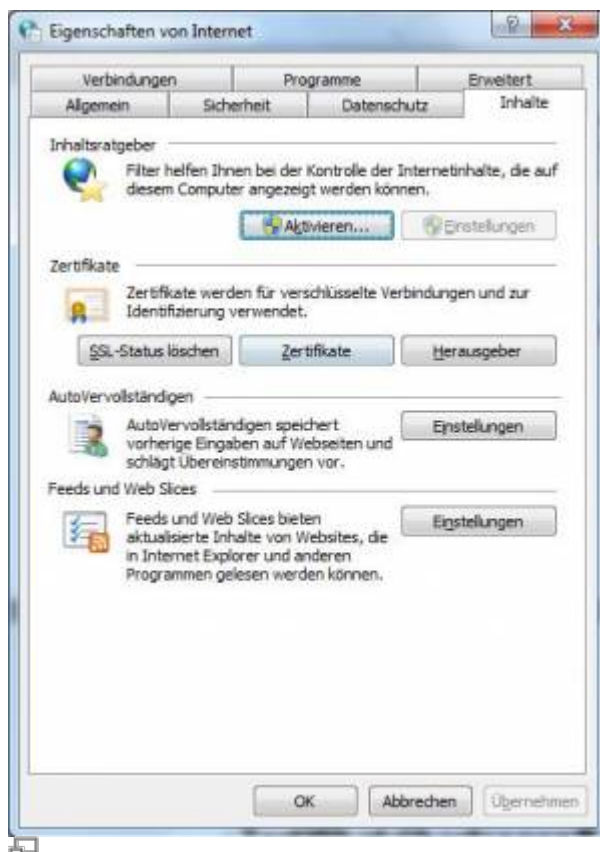 Eigenschaften von Internet
Verbindungen Programme Erweitert
Allgemein Sicherheit Datenschutz Inhalte
Inhaltsratgeber
Filter helfen Ihnen bei der Kontrolle der Internetinhalte, die auf
diesem Computer angezeigt werden können.
Aktivieren... Einstellungen
Zertifikate
Zertifikate werden für verschlüsselte Verbindungen und zur
Identifizierung verwendet.
SSL-Status löschen Zertifikate Herausgeber
AutoVervollständigen
AutoVervollständigen speichert
vorherige Eingaben auf Webseiten und
schlägt Übereinstimmungen vor.
Einstellungen
Feeds und Web Slices
Feeds und Web Slices bieten
aktualisierte Inhalte von Websites, die
in Internet Explorer und anderen
Programmen gelesen werden können.
Einstellungen
OK Abbrechen Übernehmen